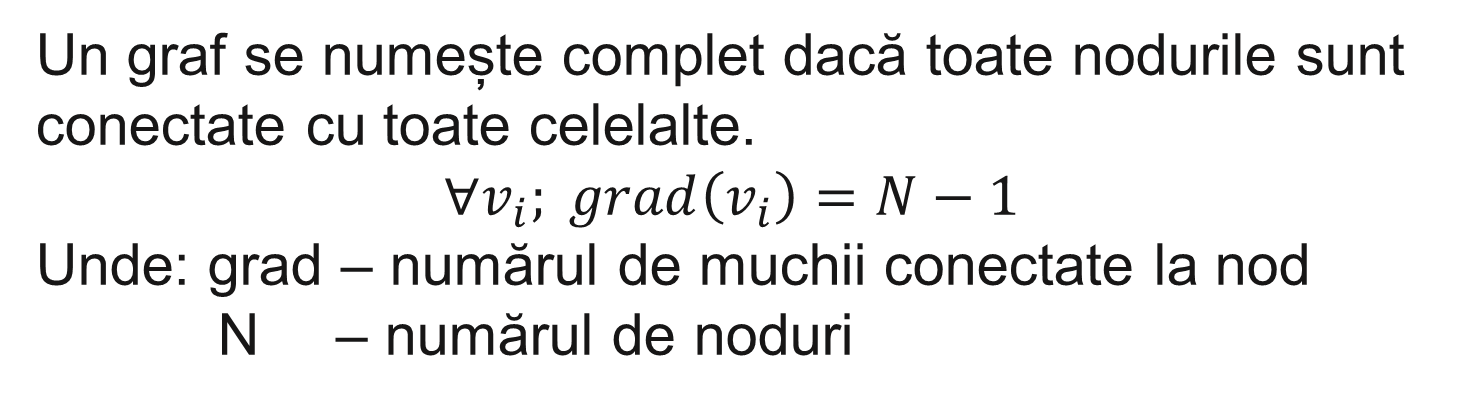 Un graf se numește complet dacă toate nodurile sunt
conectate cu toate celelalte.
∀𝑣ᵢ; 𝑔𝑟𝑎𝑑(𝑣ᵢ) = 𝑁 − 1
Unde: grad – numărul de muchii conectate la nod
N – numărul de noduri